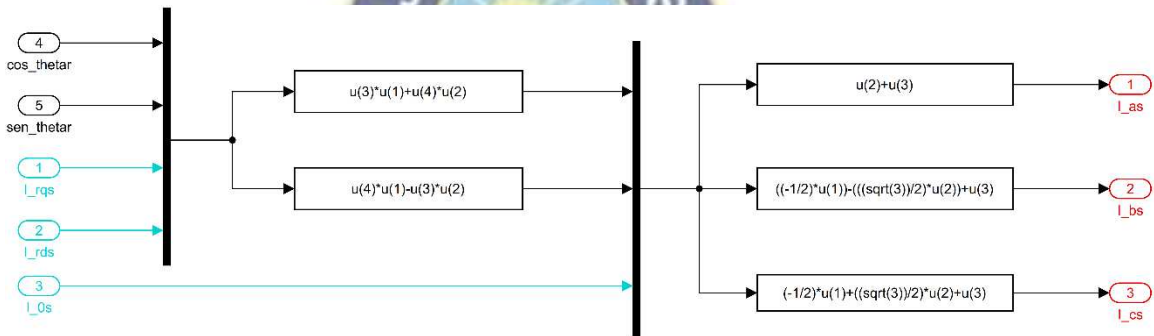 4
cos_thetar
5
sen_thetar
1
I_rqs
2
I_rds
3
I_0s
u(3)*u(1)+u(4)*u(2)
u(4)*u(1)-u(3)*u(2)
u(2)+u(3)
((-1/2)*u(1))-(((sqrt(3))/2)*u(2))+u(3)
(-1/2)*u(1)+((sqrt(3))/2)*u(2)+u(3)
1
I_as
2
I_bs
3
I_cs